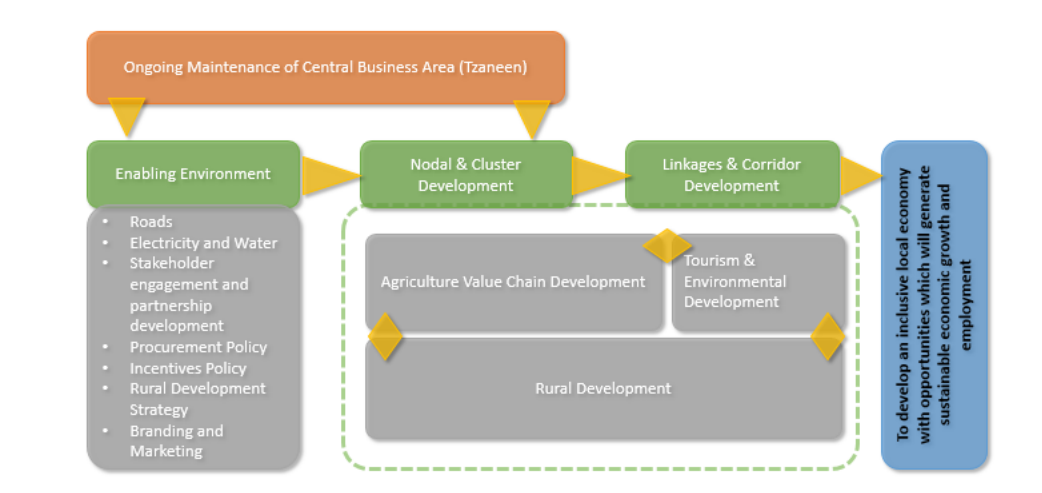 Ongoing Maintenance of Central Business Area (Tzaneen)
Enabling Environment
Nodal & Cluster
Development
Linkages & Corridor
Development
• Roads
• Electricity and Water
• Stakeholder
engagement and
partnership
development
• Procurement Policy
• Incentives Policy
• Rural Development
Strategy
• Branding and
Marketing
Agriculture Value Chain Development
Tourism &
Environmental
Development
Rural Development
To develop an inclusive local economy
with opportunities which will generate
sustainable economic growth and
employment